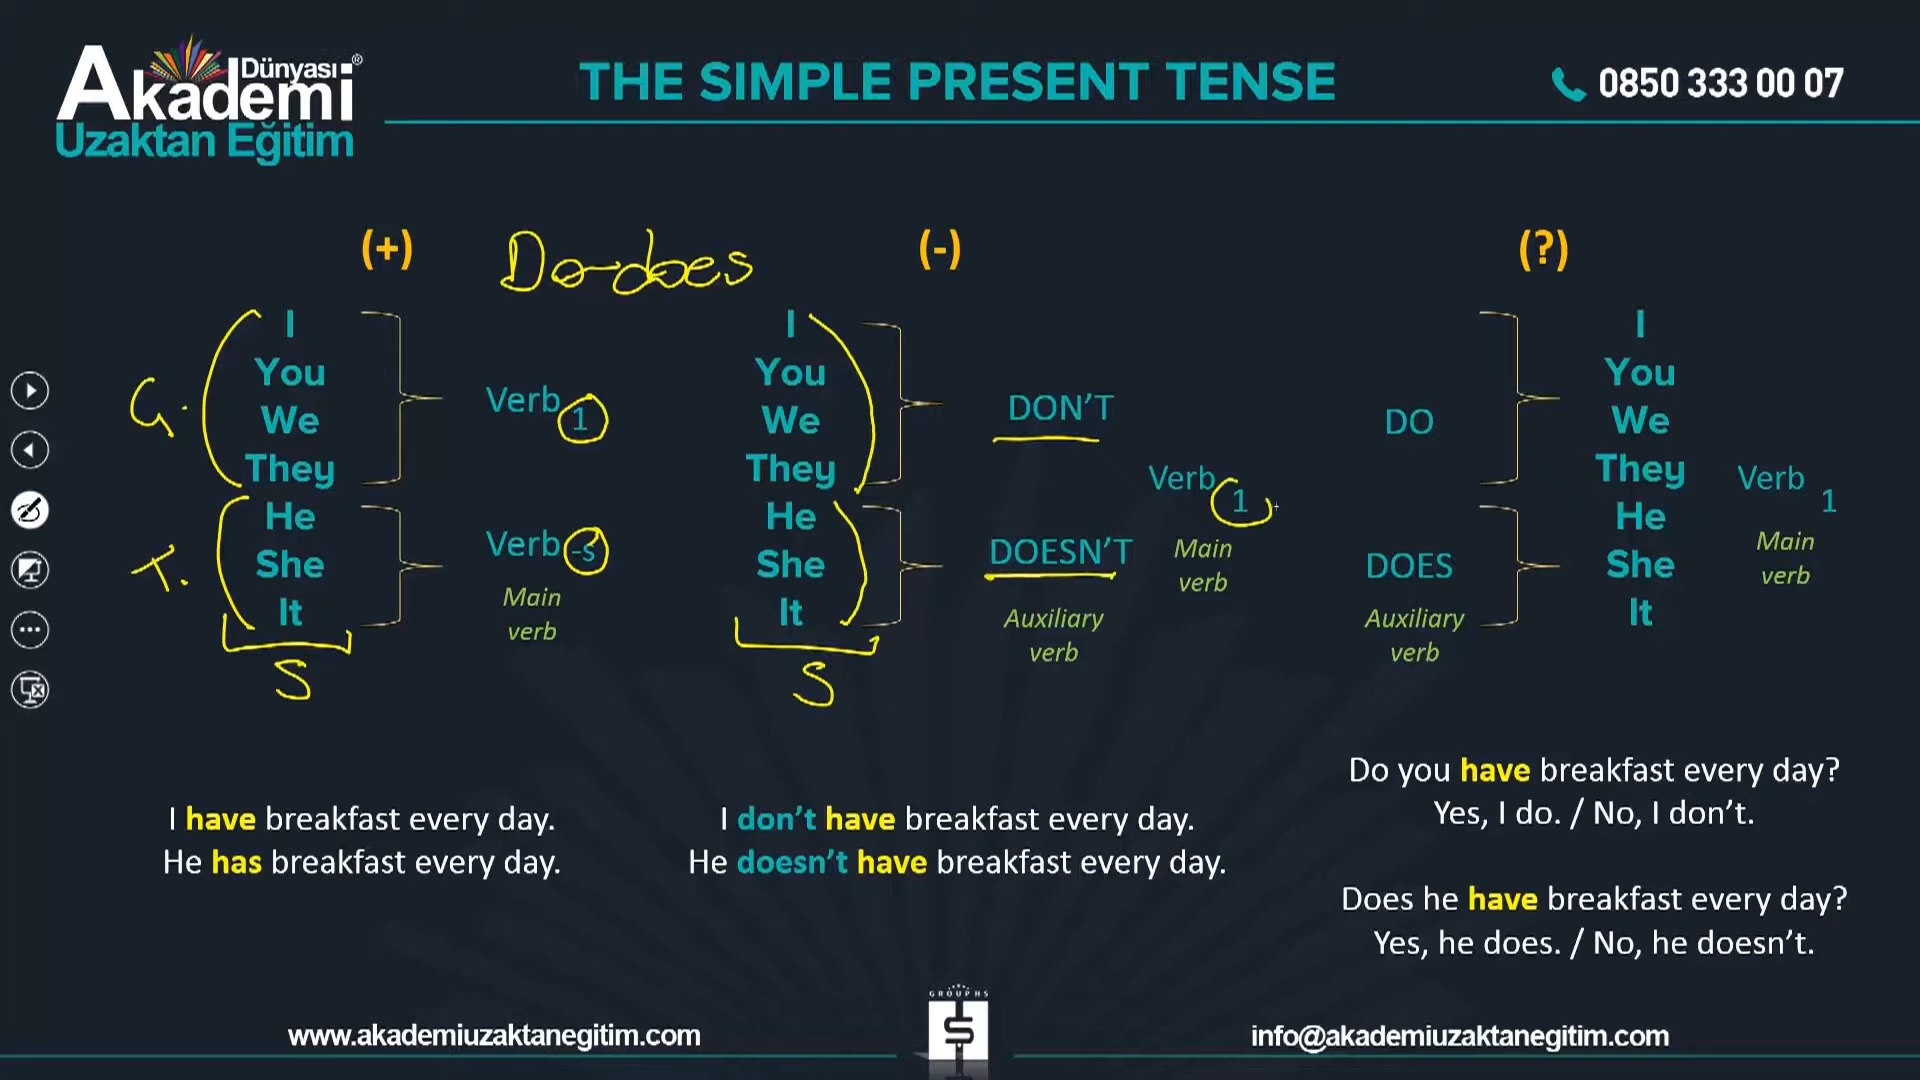 Akademi Dünyası®
Uzaktan Eğitim
THE SIMPLE PRESENT TENSE
0850 333 00 07
(+)
Do-does
G.
I
You
We
They
Verb 1
T.
He
She
It
Verb -s
Main
verb
S
(-)
I
You
We
They
He
She
It
S
DON'T
DOESN'T
Auxiliary
verb
Verb 1
Main
verb
(?)
DO
DOES
Auxiliary
verb
I
You
We
They
He
She
It
Verb 1
Main
verb
I have breakfast every day.
He has breakfast every day.
I don't have breakfast every day.
He doesn't have breakfast every day.
Do you have breakfast every day?
Yes, I do. / No, I don't.
Does he have breakfast every day?
Yes, he does. / No, he doesn't.
www.akademiuzaktanegitim.com
GROUPHS
info@akademiuzaktanegitim.com